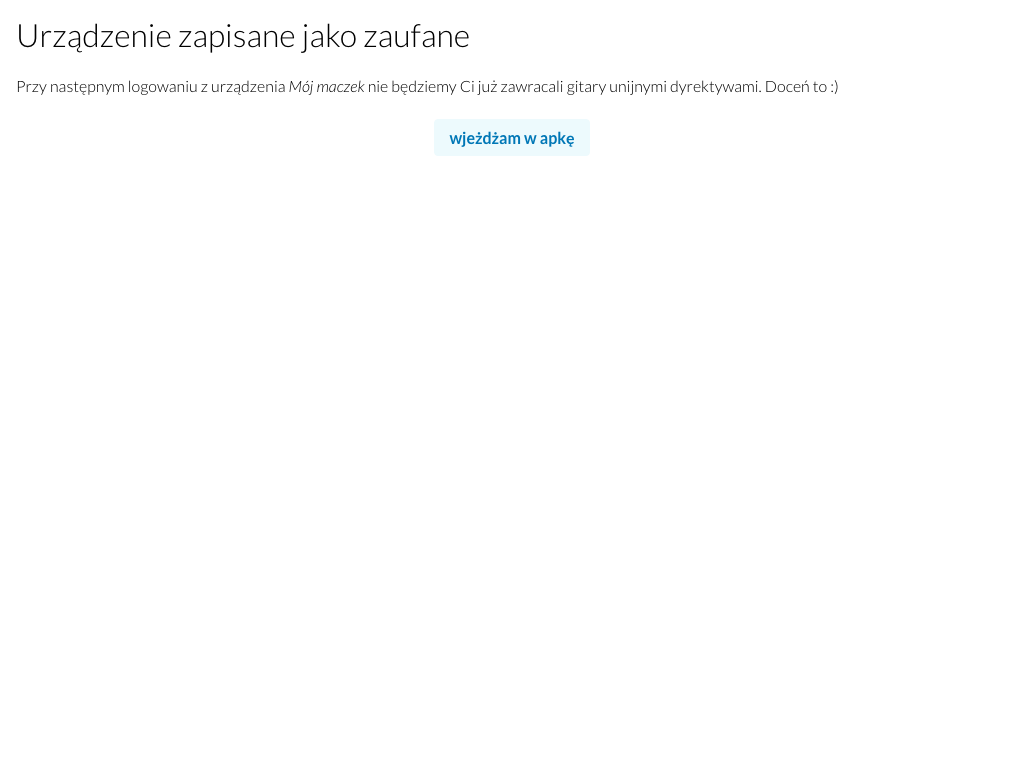 Urządzenie zapisane jako zaufane
Przy następnym logowaniu z urządzenia Mój maczek nie będziemy Ci już zawracali gitary unijnymi dyrektywami. Doceń to :)
wjeżdżam w apkę